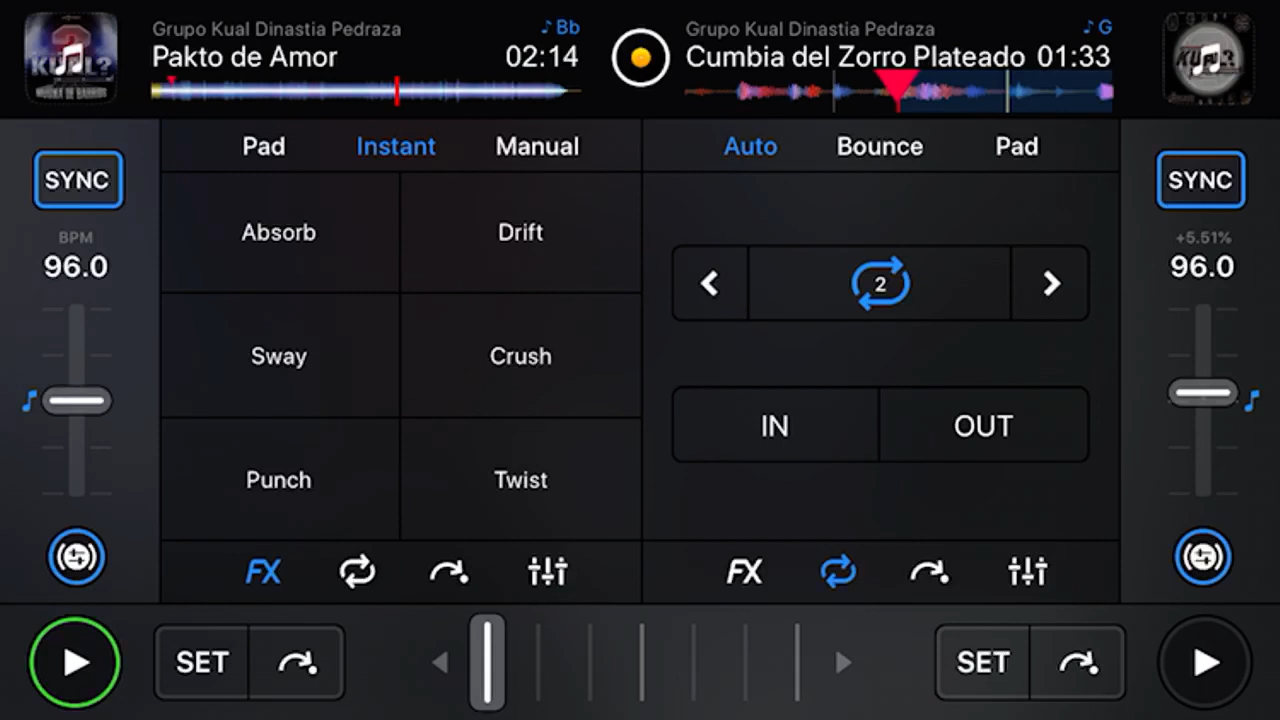 Grupo Kual Dinastia Pedraza ♪ Bb
Pakto de Amor 02:14
Grupo Kual Dinastia Pedraza ♪ G
Cumbia del Zorro Plateado 01:33
KUAL?
Pad Instant Manual
Auto Bounce Pad
SYNC
BPM
96.0
Absorb Drift
Sway Crush
Punch Twist
2
IN OUT
SYNC
+5.51%
96.0
FX
FX
SET
SET